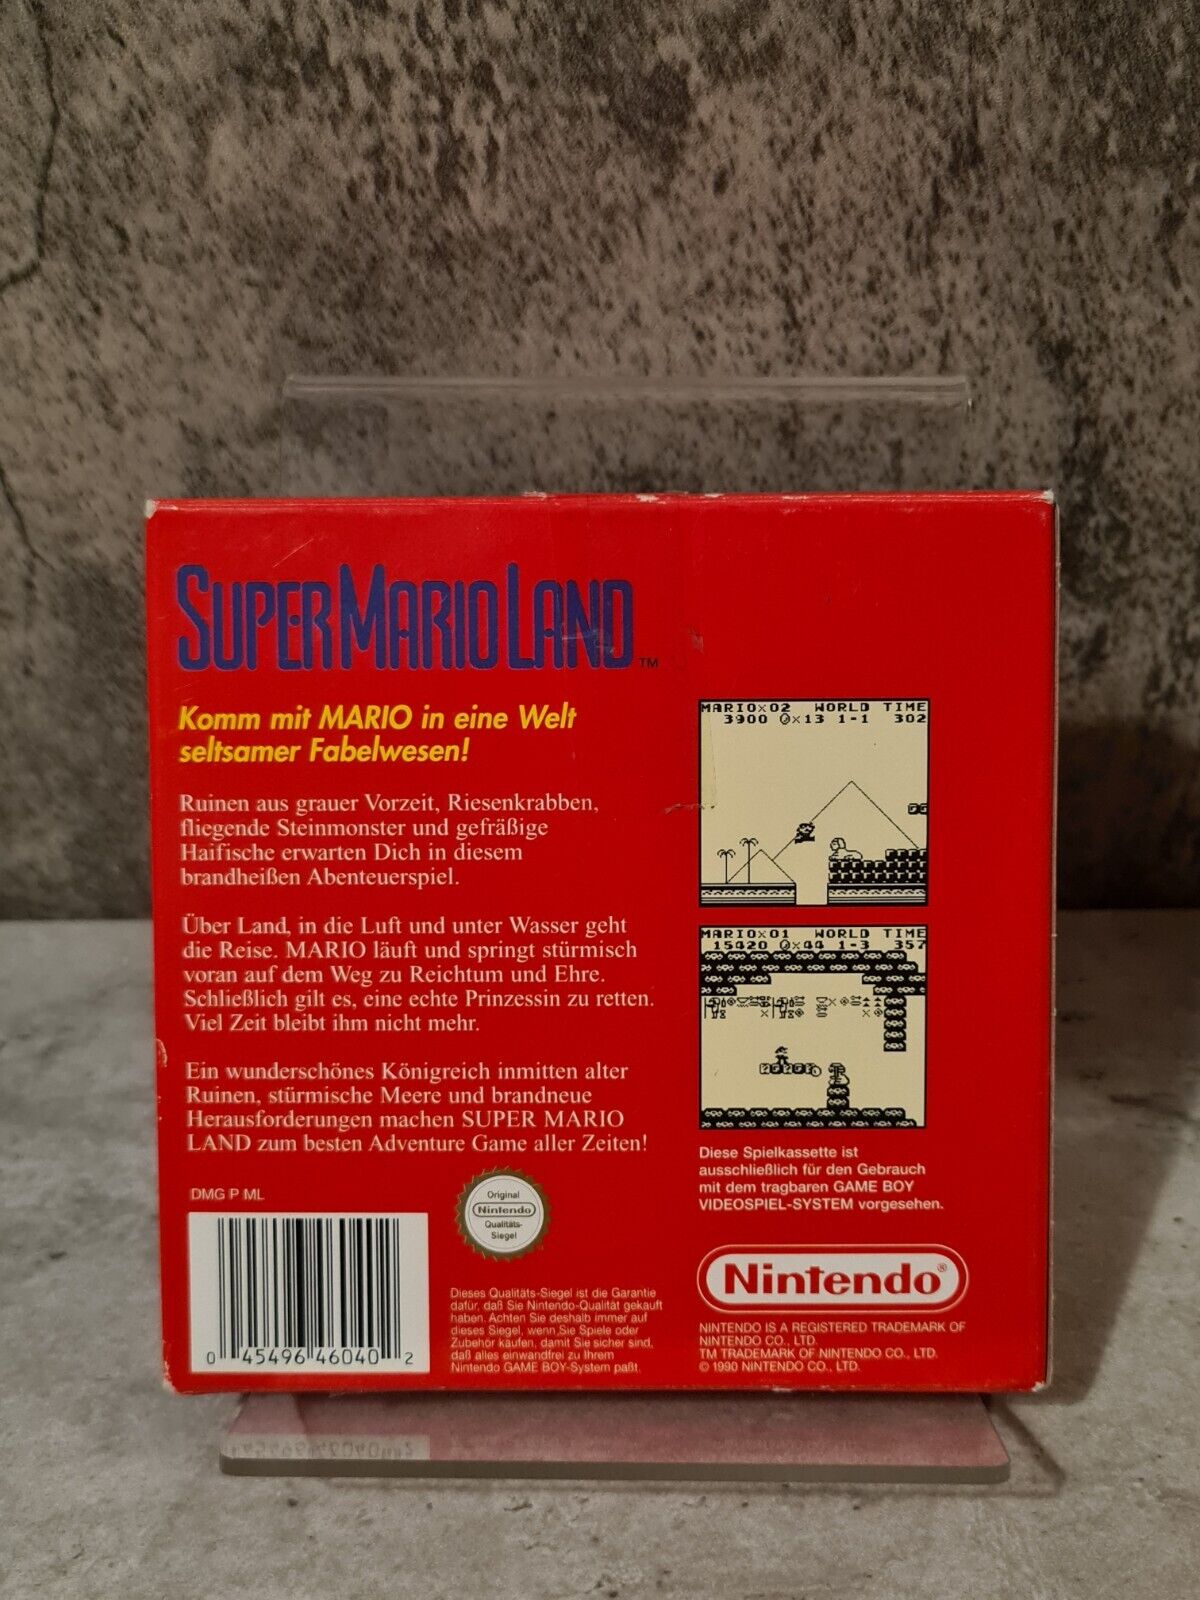 SUPER MARIO LAND™
Komm mit MARIO in eine Welt
seltsamer Fabelwesen!
Ruinen aus grauer Vorzeit, Riesenkrabben,
fliegende Steinmonster und gefräßige
Haifische erwarten Dich in diesem
brandheißen Abenteuerspiel.
Über Land, in die Luft und unter Wasser geht
die Reise. MARIO läuft und springt stürmisch
voran auf dem Weg zu Reichtum und Ehre.
Schließlich gilt es, eine echte Prinzessin zu retten.
Viel Zeit bleibt ihm nicht mehr.
Ein wunderschönes Königreich inmitten alter
Ruinen, stürmische Meere und brandneue
Herausforderungen machen SUPER MARIO
LAND zum besten Adventure Game aller Zeiten!
DMG P ML
0 45496 46040 2
Original
Nintendo
Qualitäts-
Siegel
Dieses Qualitäts-Siegel ist die Garantie
dafür, daß Sie Nintendo-Qualität gekauft
haben. Achten Sie deshalb immer auf
dieses Siegel, wenn Sie Spiele oder
Zubehör kaufen, damit Sie sicher sind,
daß alles einwandfrei zu Ihrem
Nintendo GAME BOY-System paßt.
MARIO×02 WORLD TIME
3900 ×13 1-1 302
MARIO×01 WORLD TIME
15420 ×44 1-3 357
Diese Spielkassette ist
ausschließlich für den Gebrauch
mit dem tragbaren GAME BOY
VIDEOSPIEL-SYSTEM vorgesehen.
Nintendo®
NINTENDO IS A REGISTERED TRADEMARK OF
NINTENDO CO., LTD.
TM TRADEMARK OF NINTENDO CO., LTD.
© 1990 NINTENDO CO., LTD.